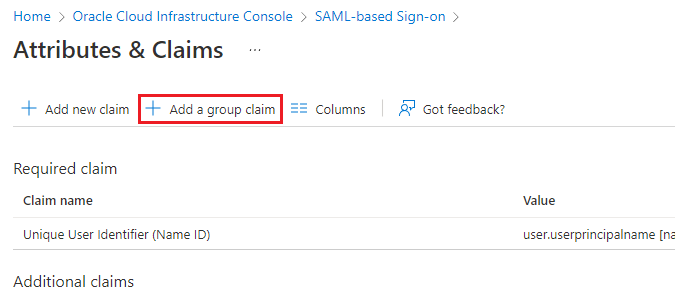 Home > Oracle Cloud Infrastructure Console > SAML-based Sign-on >
Attributes & Claims ...
+ Add new claim + Add a group claim Columns | Got feedback?
Required claim
Claim name Value
Unique User Identifier (Name ID) user.userprincipalname [na
Additional claims